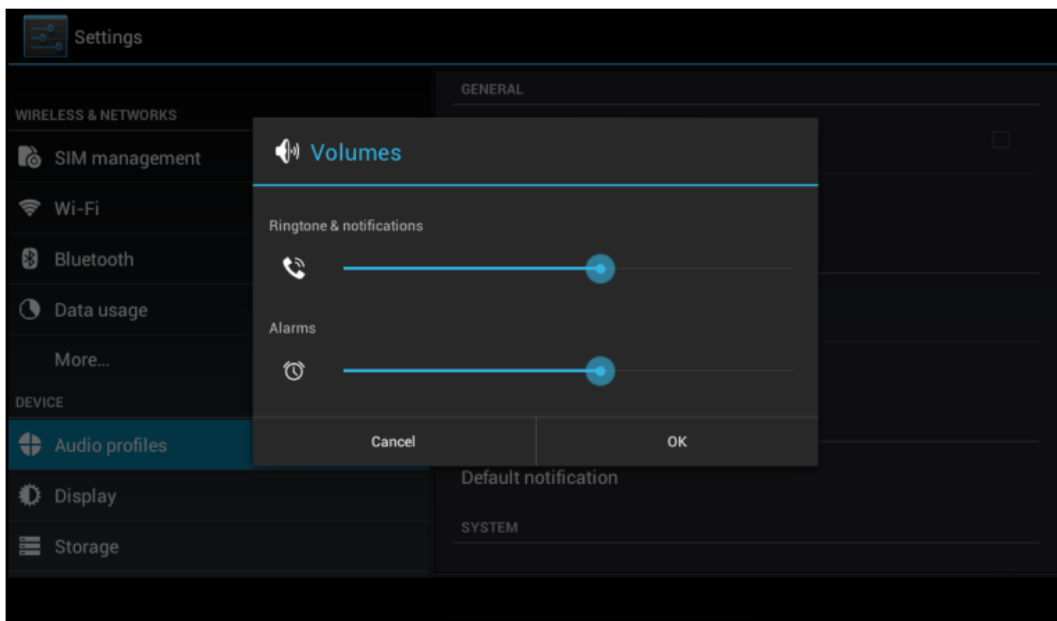 Settings
WIRELESS & NETWORKS
SIM management
Wi-Fi
Bluetooth
Data usage
More...
DEVICE
Audio profiles
Display
Storage
GENERAL
Volumes
Ringtone & notifications
Alarms
Cancel
OK
Default notification
SYSTEM